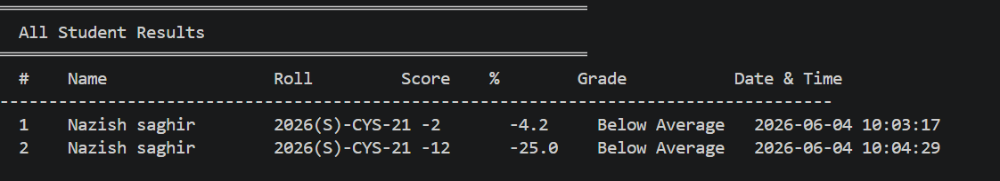 All Student Results
# Name Roll Score % Grade Date & Time
1 Nazish saghir 2026(S)-CYS-21 -2 -4.2 Below Average 2026-06-04 10:03:17
2 Nazish saghir 2026(S)-CYS-21 -12 -25.0 Below Average 2026-06-04 10:04:29